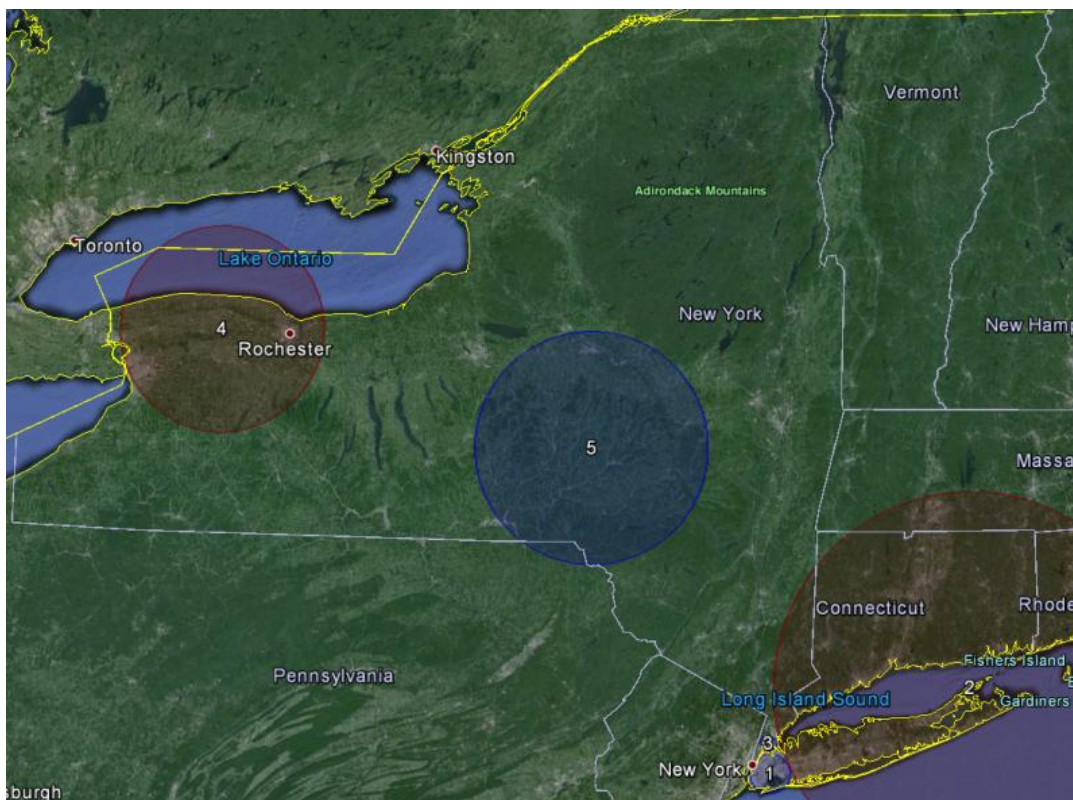 Vermont
Kingston
Adirondack Mountains
Toronto
Lake Ontario
New York
New Hamp
4
Rochester
5
Massa
Connecticut
Rhode
Fishers Island
Pennsylvania
2
Long Island Sound
Gardiners
3
New York
1
sburgh